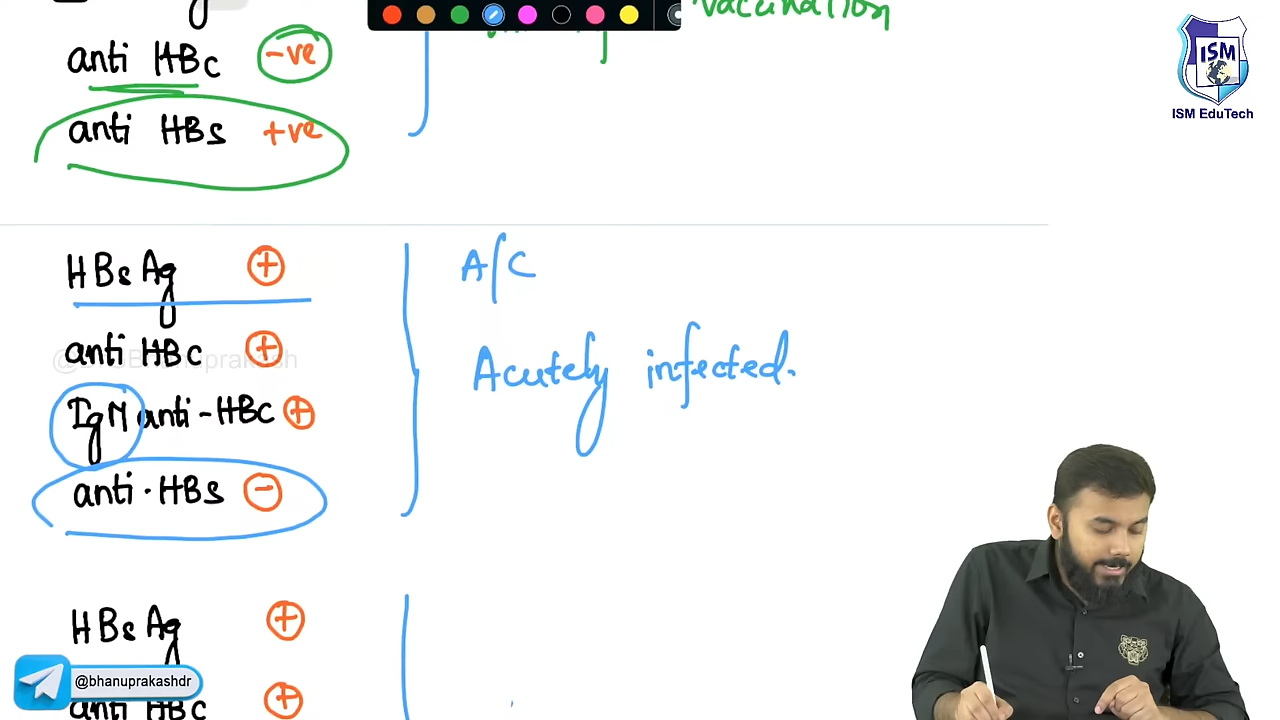 vaccination
anti HBc -ve
anti HBs +ve
ISM
ISM EduTech
HBsAg +
A/C
anti HBc +
Acutely infected.
IgM anti-HBc +
anti-HBs -
HBsAg +
@bhanuprakashdr
anti HBc +